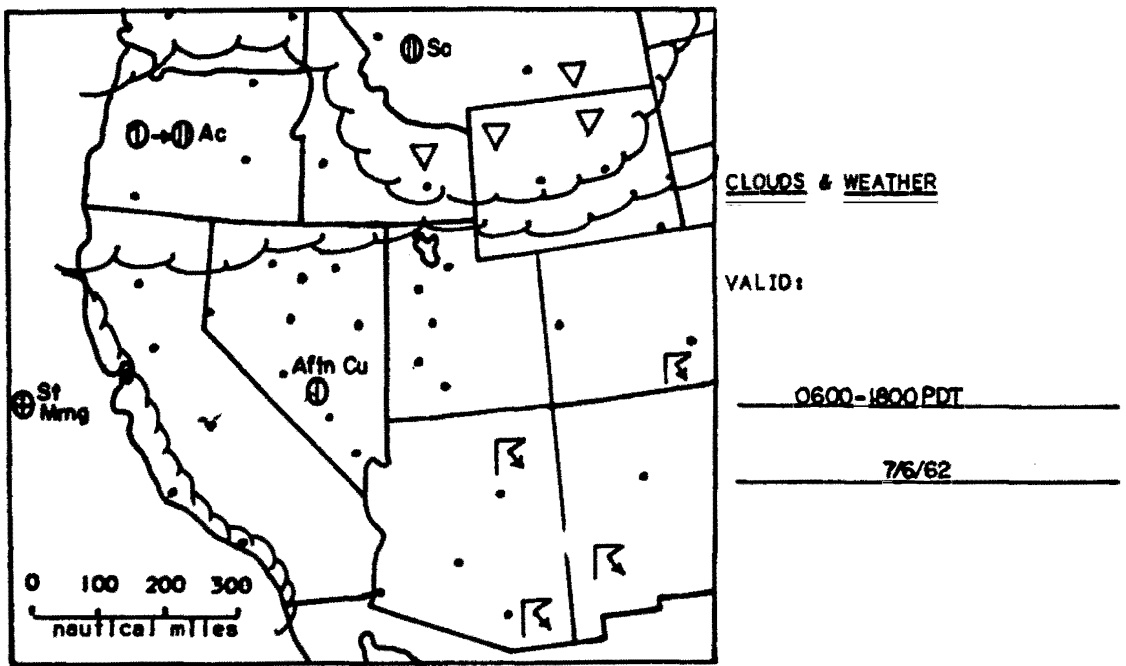 Sc
Ac
CLOUDS & WEATHER
VALID:
Aftn Cu
St
Mrng
0600-1800 PDT
7/6/62
0 100 200 300
nautical miles